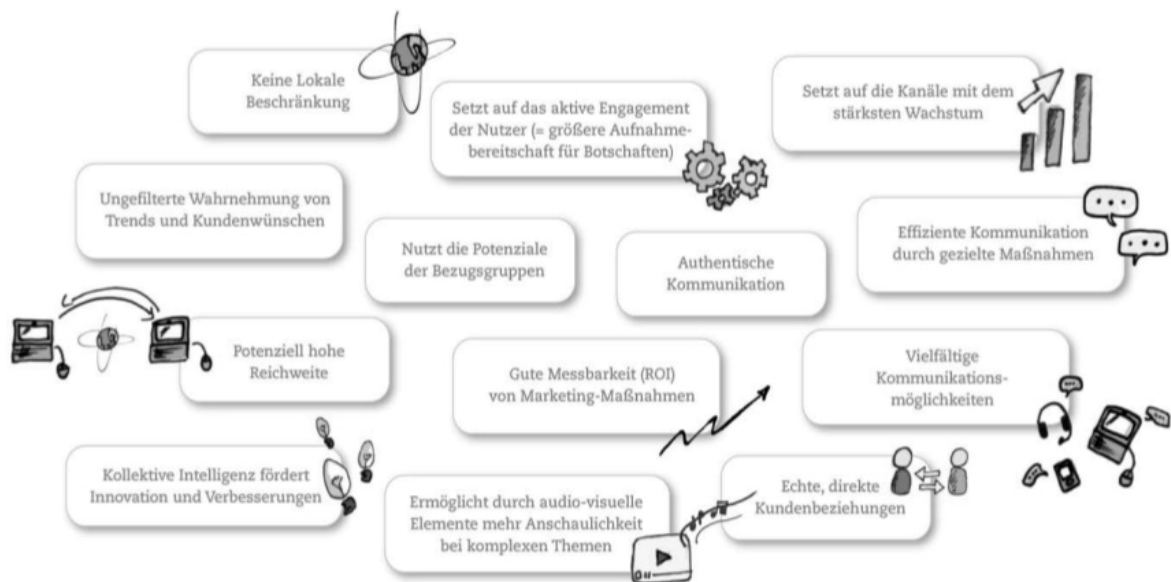 Keine Lokale
Beschränkung
Setzt auf das aktive Engagement
der Nutzer (= größere Aufnahme-
bereitschaft für Botschaften)
Setzt auf die Kanäle mit dem
stärksten Wachstum
Ungefilterte Wahrnehmung von
Trends und Kundenwünschen
Nutzt die Potenziale
der Bezugsgruppen
Authentische
Kommunikation
Effiziente Kommunikation
durch gezielte Maßnahmen
Potenziell hohe
Reichweite
Gute Messbarkeit (ROI)
von Marketing-Maßnahmen
Vielfältige
Kommunikations-
möglichkeiten
Kollektive Intelligenz fördert
Innovation und Verbesserungen
Ermöglicht durch audio-visuelle
Elemente mehr Anschaulichkeit
bei komplexen Themen
Echte, direkte
Kundenbeziehungen